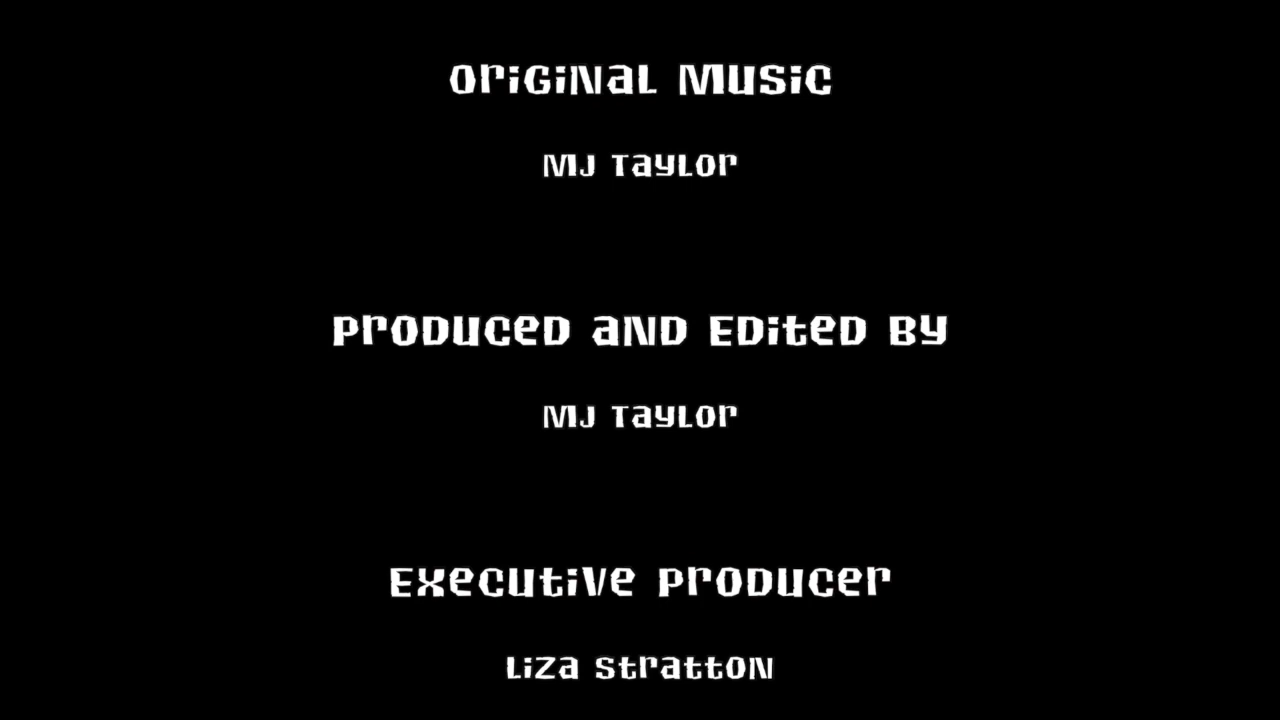 Original Music
MJ Taylor
Produced and Edited By
MJ Taylor
Executive Producer
Liza Stratton